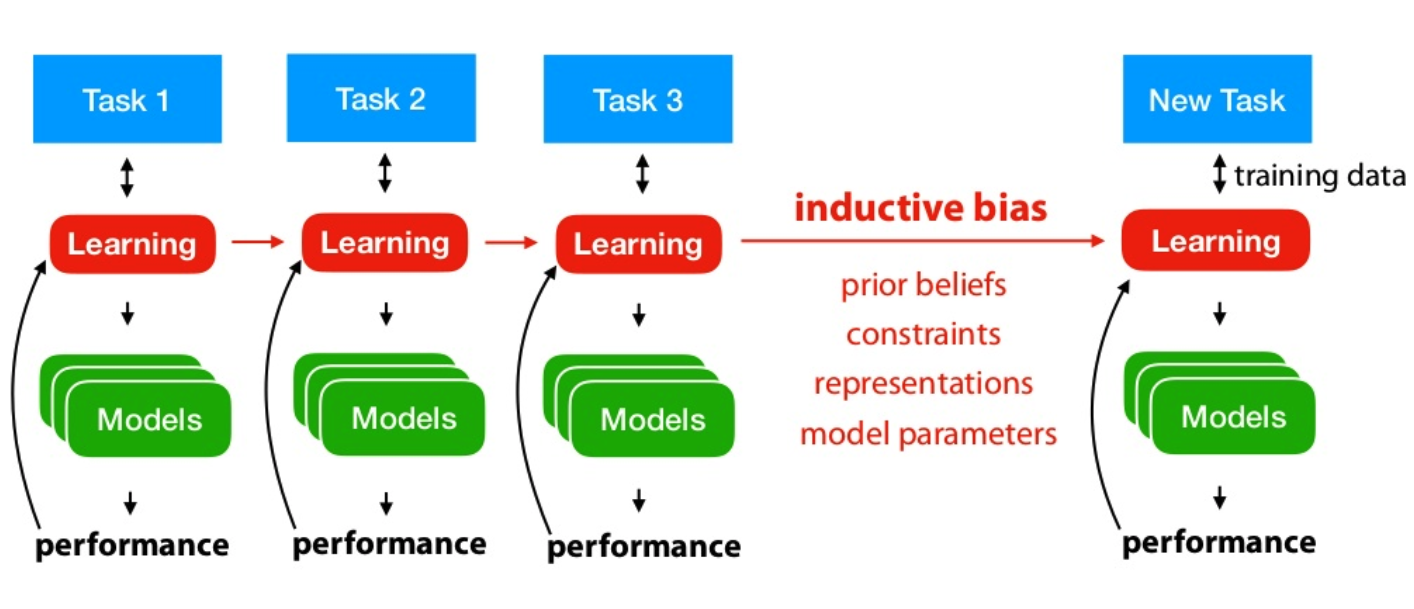 Task 1
Task 2
Task 3
New Task
training data
Learning
Learning
Learning
inductive bias
Learning
prior beliefs
constraints
representations
model parameters
Models
Models
Models
Models
performance
performance
performance
performance